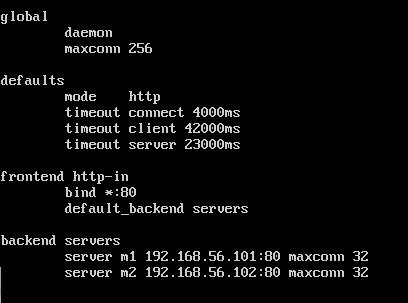 global
        daemon
        maxconn 256

defaults
        mode    http
        timeout connect 4000ms
        timeout client 42000ms
        timeout server 23000ms

frontend http-in
        bind *:80
        default_backend servers

backend servers
        server m1 192.168.56.101:80 maxconn 32
        server m2 192.168.56.102:80 maxconn 32